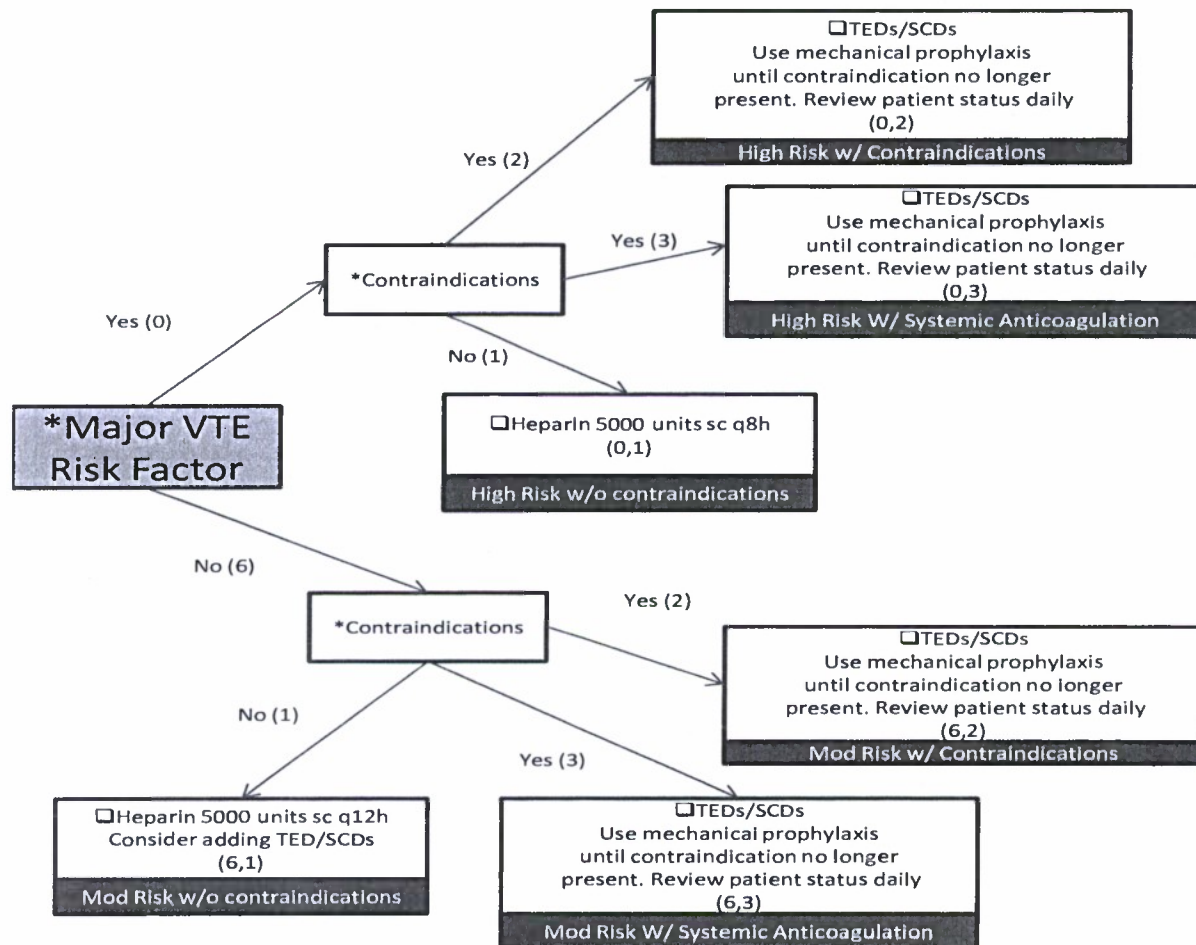 ❑TEDs/SCDs
Use mechanical prophylaxis
until contraindication no longer
present. Review patient status daily
(0,2)
High Risk w/ Contraindications
Yes (2)
❑TEDs/SCDs
Use mechanical prophylaxis
until contraindication no longer
present. Review patient status daily
(0,3)
High Risk W/ Systemic Anticoagulation
Yes (3)
*Contraindications
Yes (0)
No (1)
*Major VTE
Risk Factor
❑Heparin 5000 units sc q8h
(0,1)
High Risk w/o contraindications
No (6)
*Contraindications
Yes (2)
❑TEDs/SCDs
Use mechanical prophylaxis
until contraindication no longer
present. Review patient status daily
(6,2)
Mod Risk w/ Contraindications
No (1)
Yes (3)
❑Heparin 5000 units sc q12h
Consider adding TED/SCDs
(6,1)
Mod Risk w/o contraindications
❑TEDs/SCDs
Use mechanical prophylaxis
until contraindication no longer
present. Review patient status daily
(6,3)
Mod Risk W/ Systemic Anticoagulation